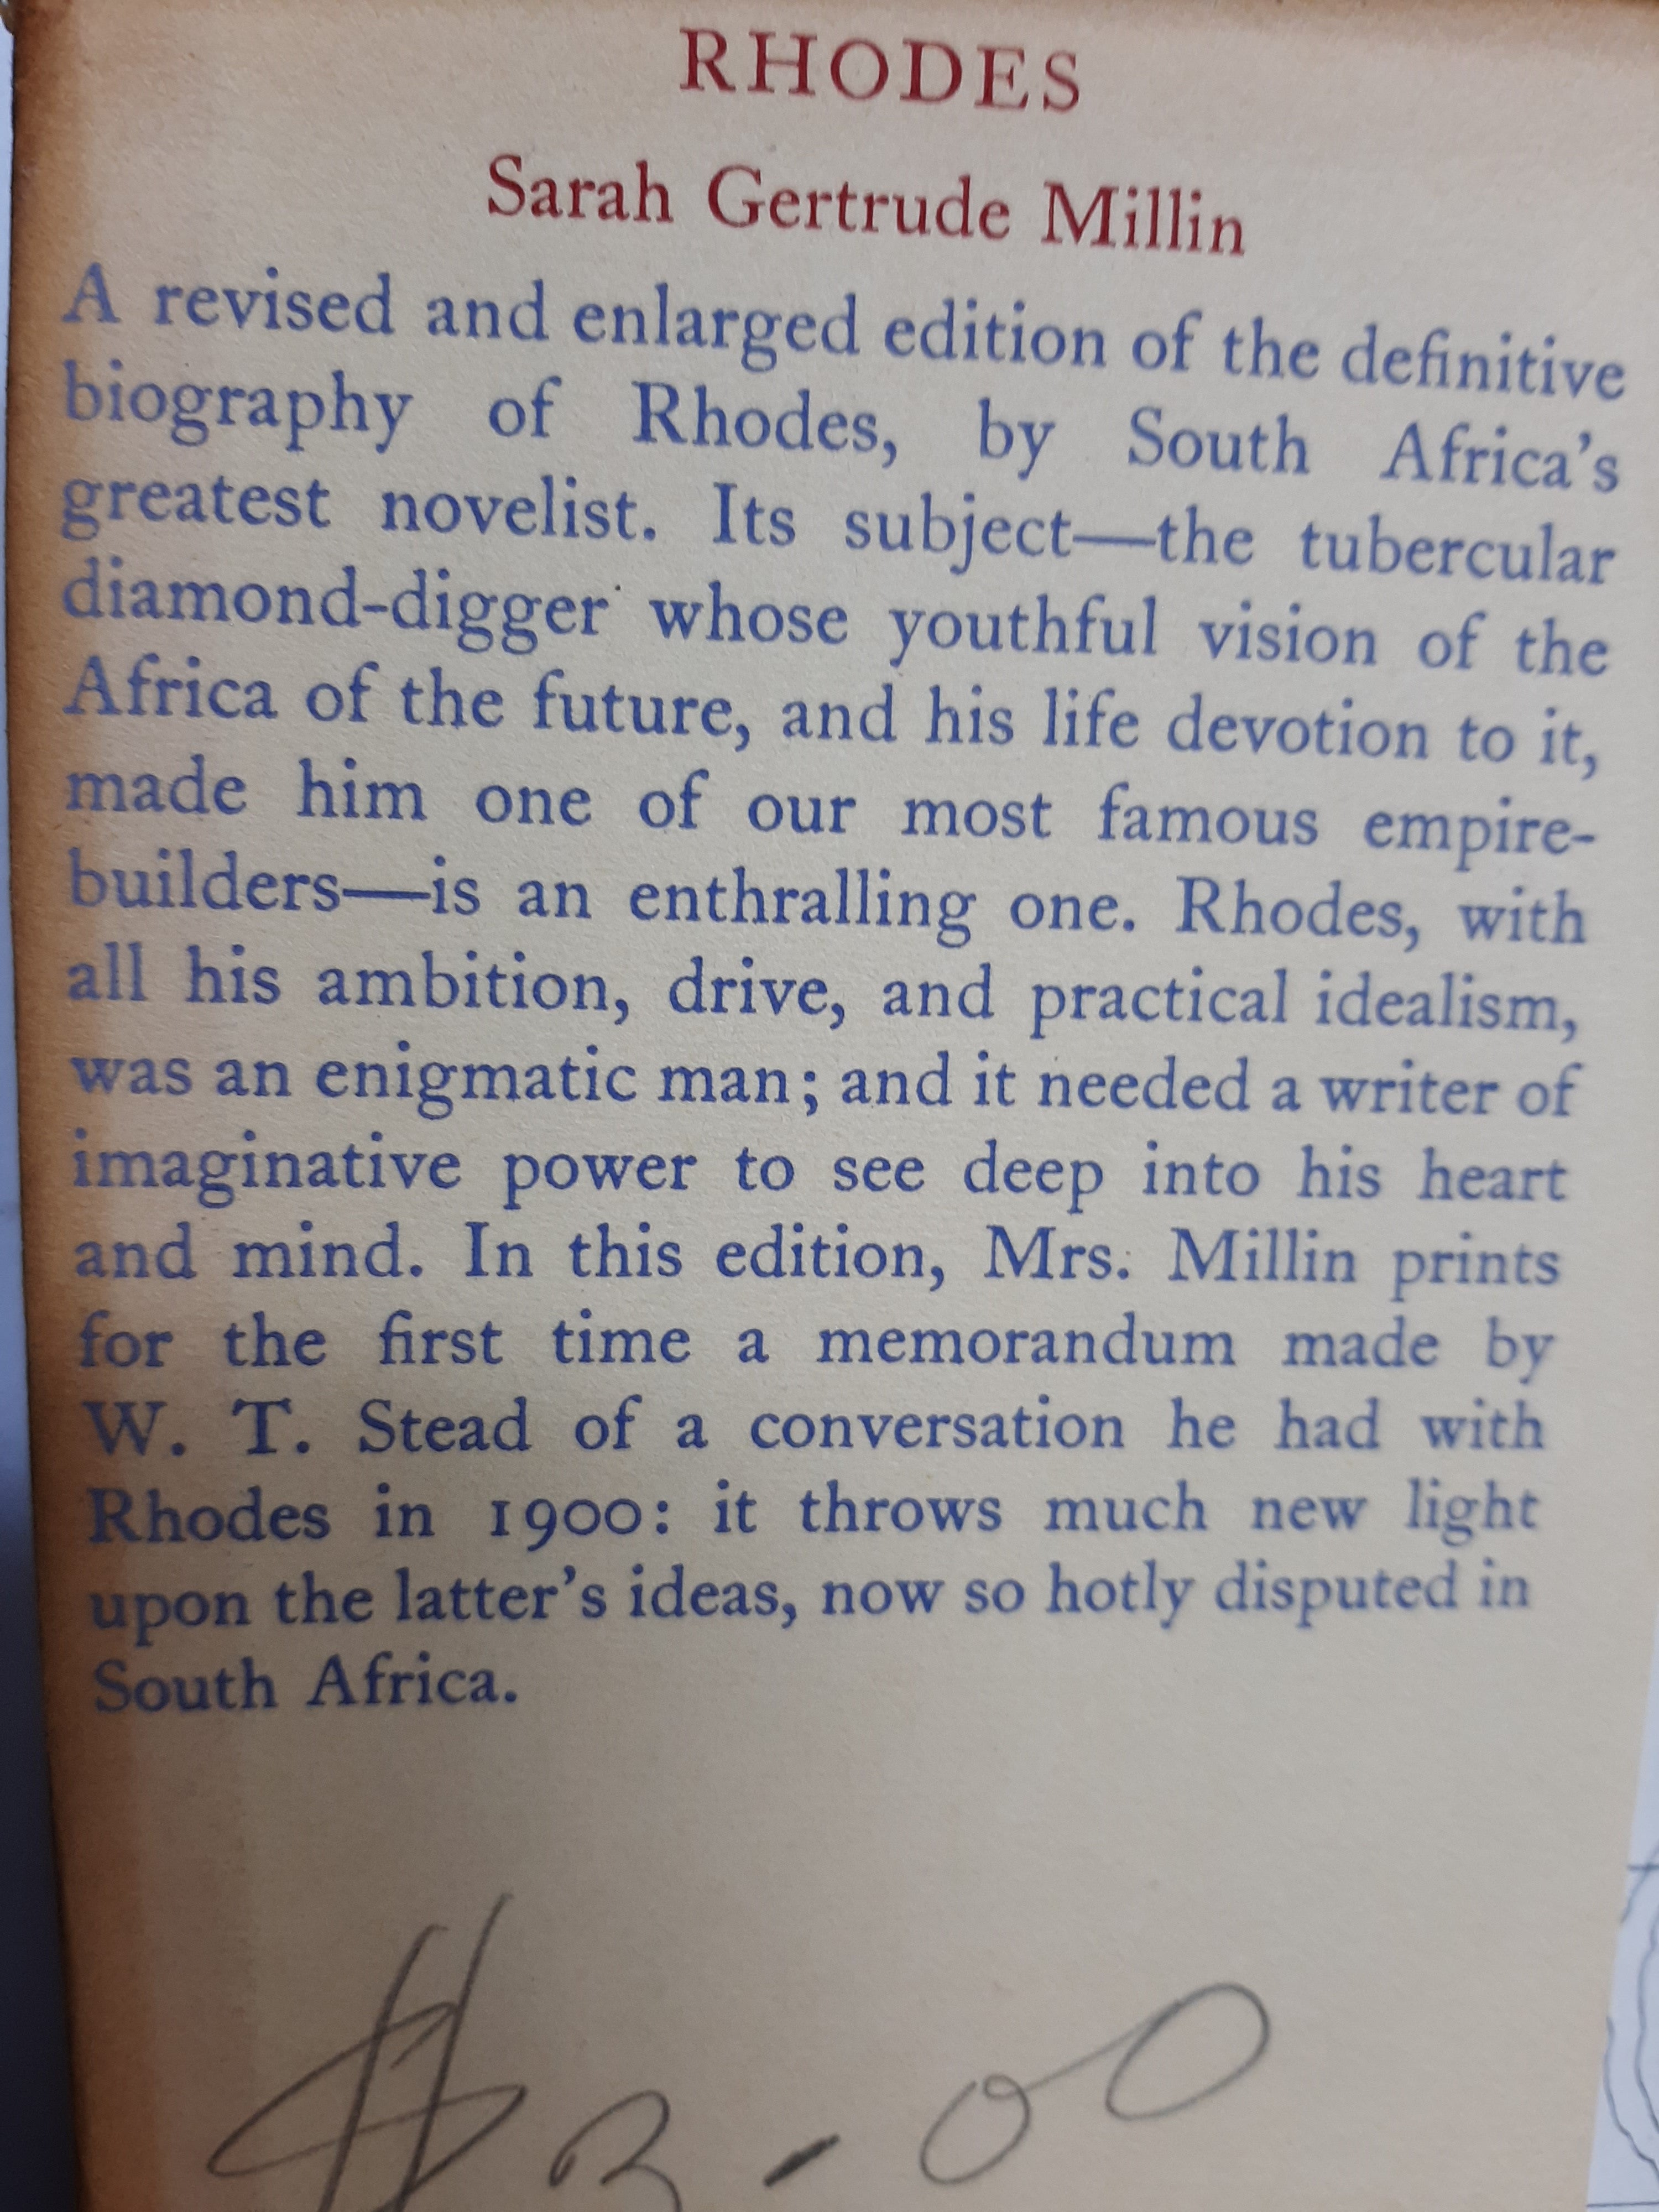 RHODES
Sarah Gertrude Millin
A revised and enlarged edition of the definitive
biography of Rhodes, by South Africa's
greatest novelist. Its subject—the tubercular
diamond-digger whose youthful vision of the
Africa of the future, and his life devotion to it,
made him one of our most famous empire-
builders—is an enthralling one. Rhodes, with
all his ambition, drive, and practical idealism,
was an enigmatic man; and it needed a writer of
imaginative power to see deep into his heart
and mind. In this edition, Mrs. Millin prints
for the first time a memorandum made by
W. T. Stead of a conversation he had with
Rhodes in 1900: it throws much new light
upon the latter's ideas, now so hotly disputed in
South Africa.